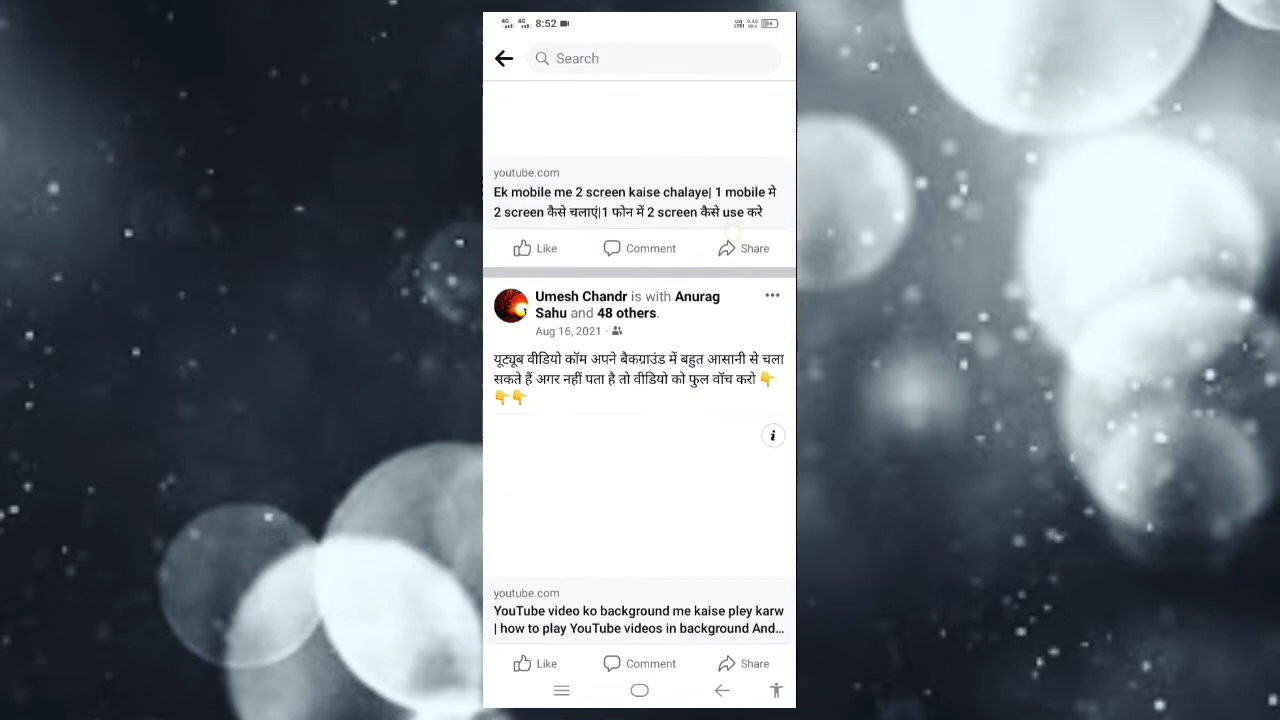 8:52
Search
youtube.com
Ek mobile me 2 screen kaise chalaye| 1 mobile मे
2 screen कैसे चलाएं|1 फोन में 2 screen कैसे use करे
Like Comment Share
Umesh Chandr is with Anurag
Sahu and 48 others.
Aug 16, 2021 ·
यूट्यूब वीडियो कॉम अपने बैकग्राउंड में बहुत आसानी से चला
सकते हैं अगर नहीं पता है तो वीडियो को फुल वॉच करो 👇
👇👇
youtube.com
YouTube video ko background me kaise pley karw
| how to play YouTube videos in background And...
Like Comment Share